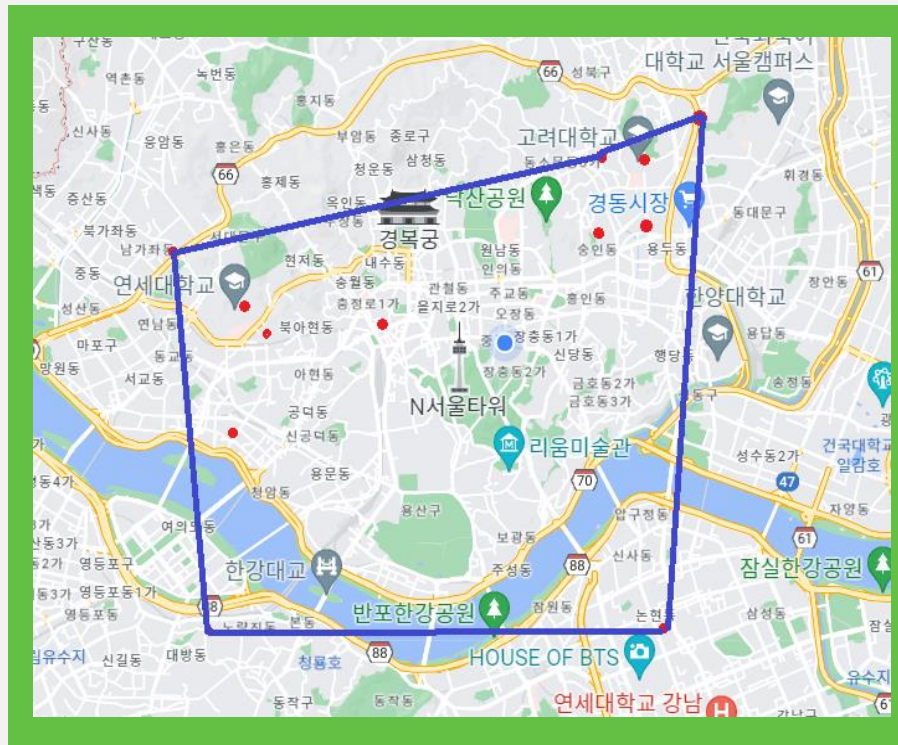 구산동
녹번동
66
성북구
대학교 서울캠퍼스
역촌동
홍지동
신사동
응암동
홍은동
부암동
종로구
고려대학교
삼청동
청운동
66
홍제동
휘경동
증산동
옥인동
낙산공원
경동시장
동대문구
북가좌동
남가좌동
서대문구
경복궁
원남동
인의동
숭인동
용두동
현저동
내수동
중동
연세대학교
송월동
관철동
주교동
장안동
61
성산동
충정로1가
을지로2가
흥인동
한양대학교
연남동
북아현동
오장동
마포구
동교동
장충동1가
신당동
행당동
용답동
망원동
서교동
아현동
장충동2가
금호동2가
금호동3가
송정동
공덕동
N서울타워
신공덕동
리움미술관
성수동2가
건국대학교
일감호
용문동
70
47
청암동
용산구
압구정동
자양동
여의도동
보광동
61
영등포구
한강대교
주성동
88
신사동
잠실한강공원
영등포동1가
영등포동
노량진동
본동
반포한강공원
잠원동
논현동
삼성동
신길동
대방동
청룡호
88
HOUSE OF BTS
유수지
동작구
동작동
연세대학교 강남
강남구